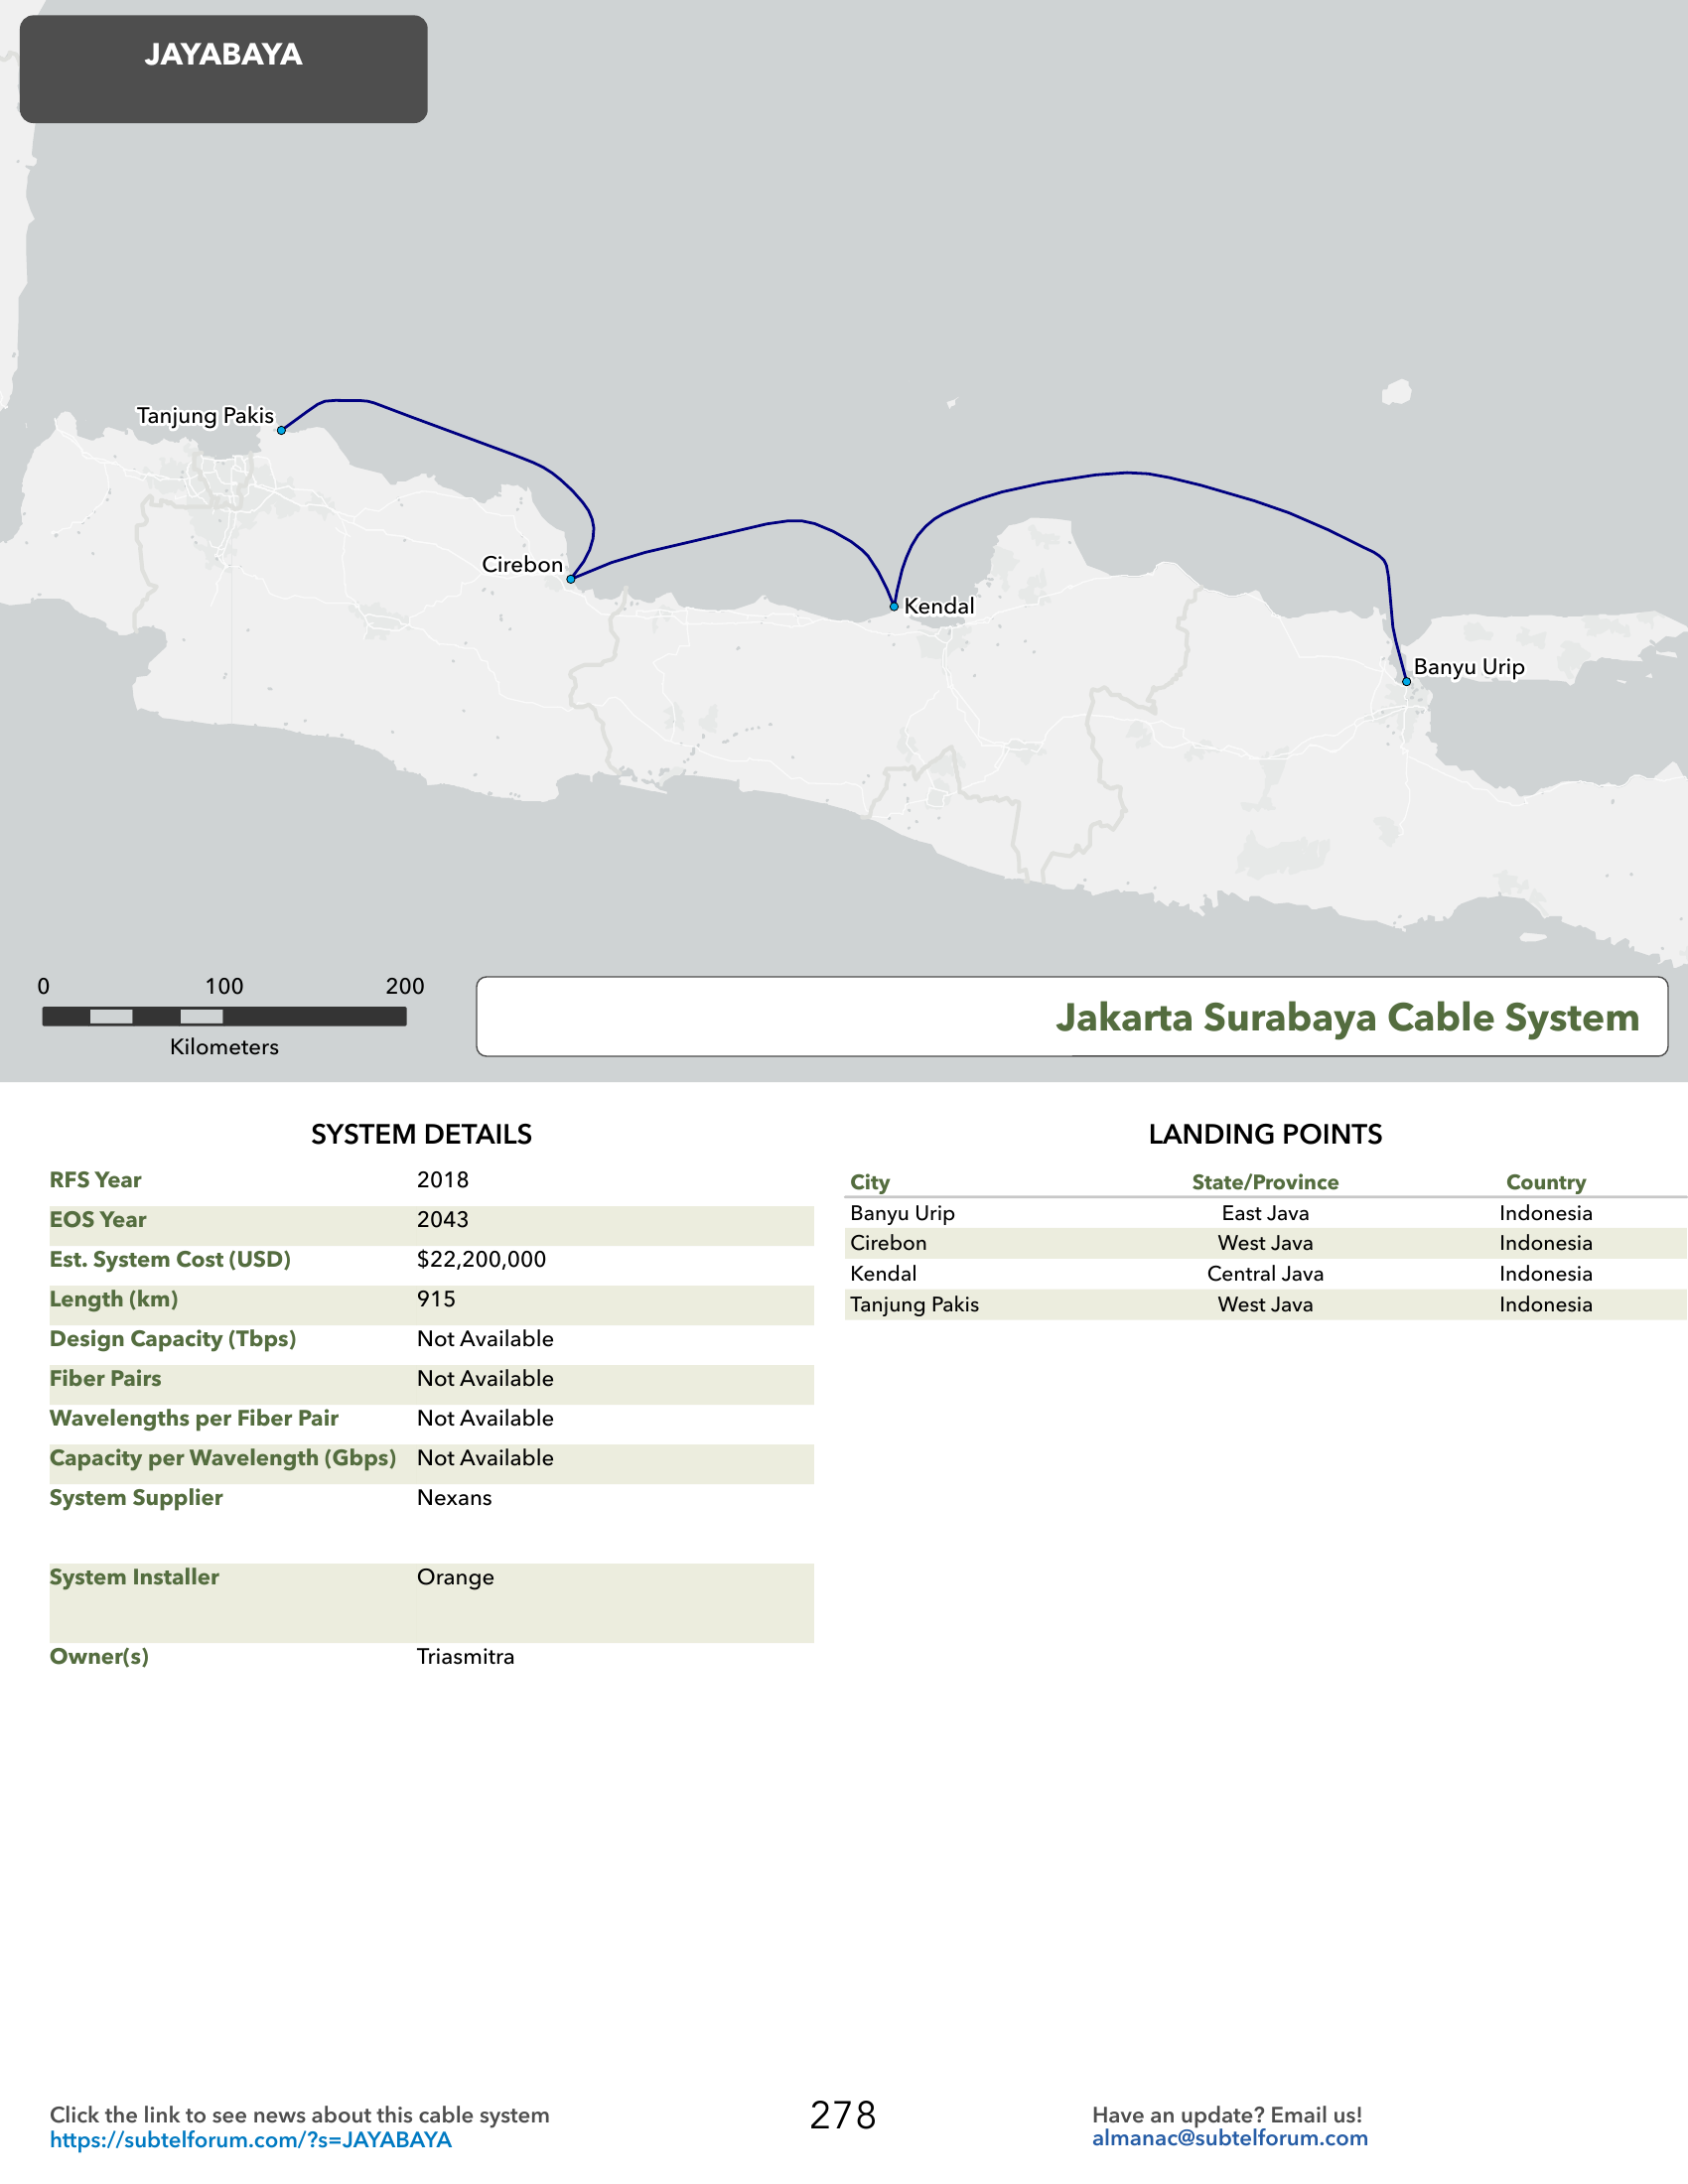 JAYABAYA
Tanjung Pakis
Cirebon
Kendal
Banyu Urip
0 100 200
Kilometers
Jakarta Surabaya Cable System
SYSTEM DETAILS
RFS Year 2018
EOS Year 2043
Est. System Cost (USD) $22,200,000
Length (km) 915
Design Capacity (Tbps) Not Available
Fiber Pairs Not Available
Wavelengths per Fiber Pair Not Available
Capacity per Wavelength (Gbps) Not Available
System Supplier Nexans
System Installer Orange
Owner(s) Triasmitra
LANDING POINTS
City State/Province Country
Banyu Urip East Java Indonesia
Cirebon West Java Indonesia
Kendal Central Java Indonesia
Tanjung Pakis West Java Indonesia
Click the link to see news about this cable system
https://subtelforum.com/?s=JAYABAYA
278
Have an update? Email us!
almanac@subtelforum.com